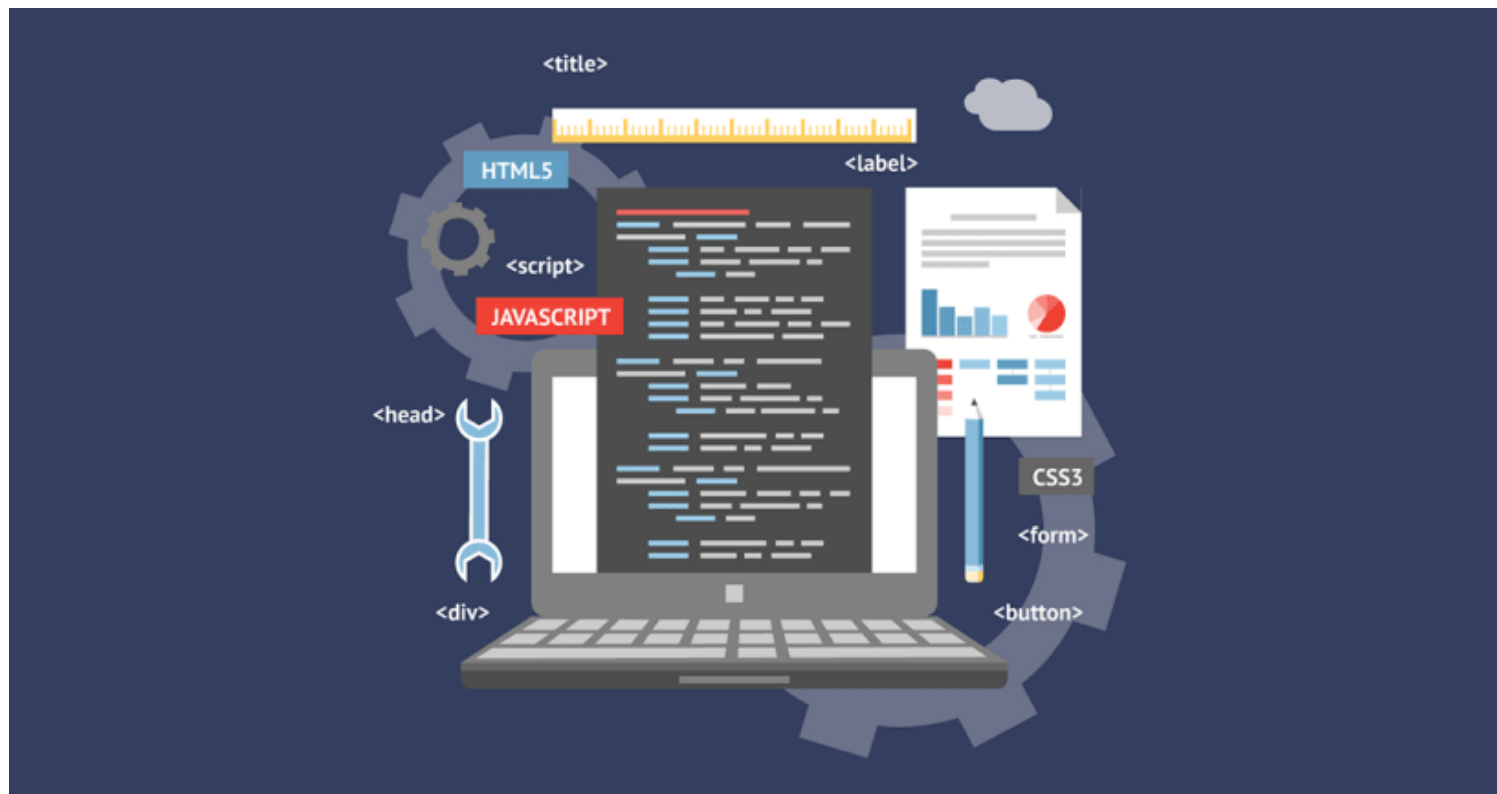 <title>
<label>
HTML5
<script>
JAVASCRIPT
<head>
CSS3
<form>
<div>
<button>